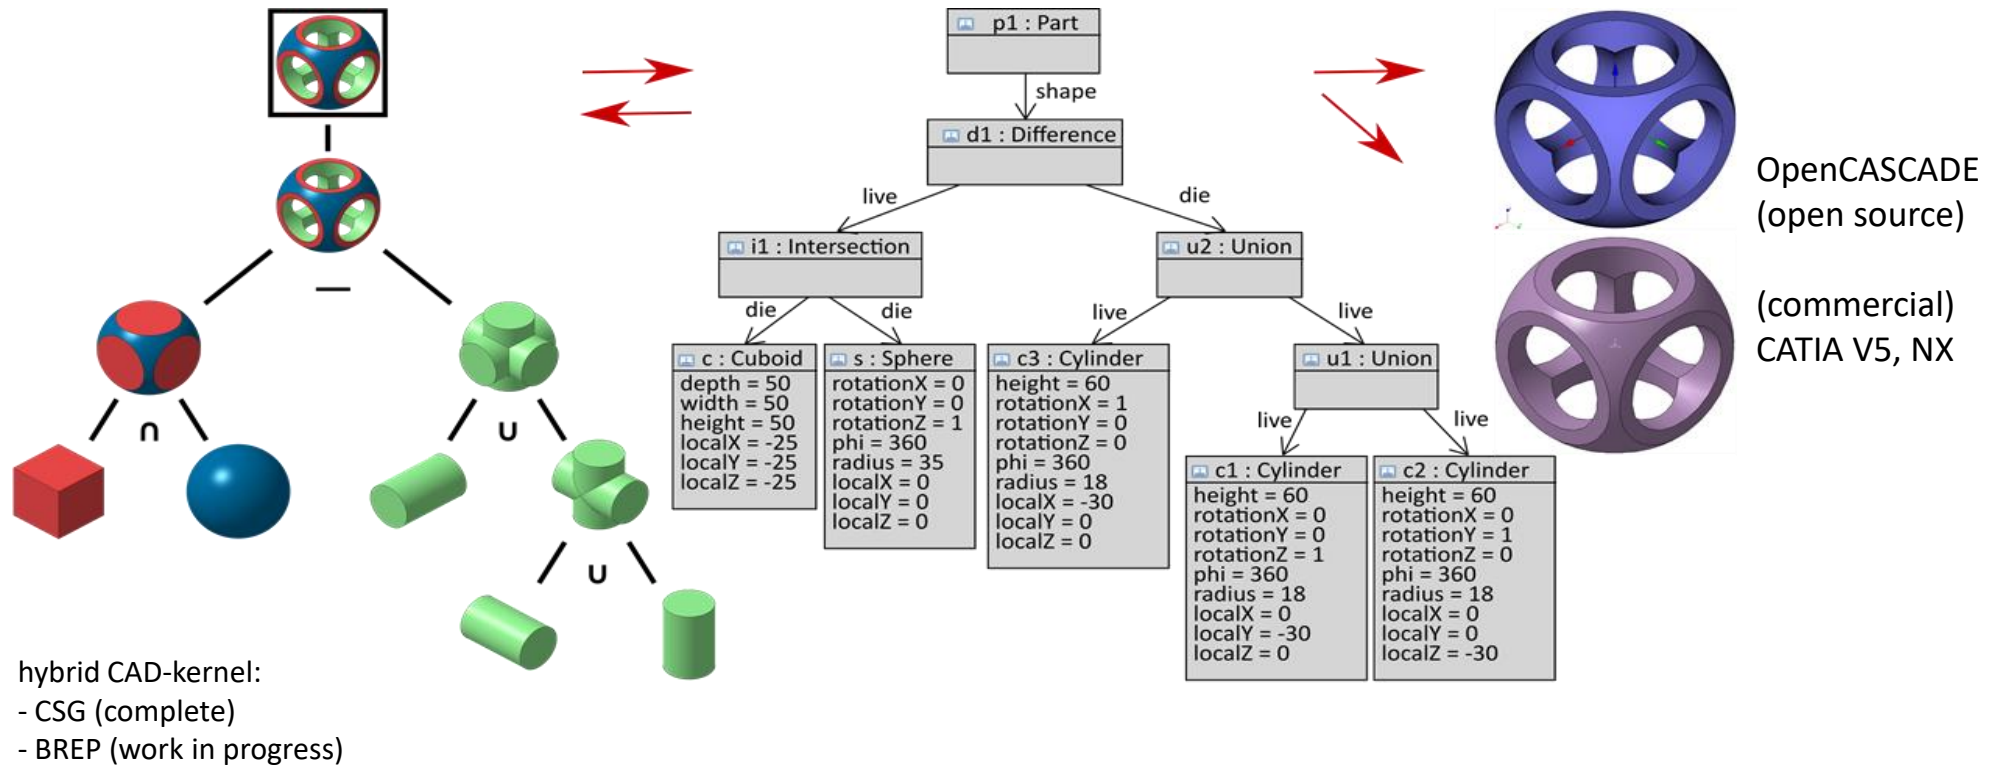 p1 : Part
shape
d1 : Difference
live
die
i1 : Intersection
u2 : Union
die
die
live
live
c : Cuboid
depth = 50
width = 50
height = 50
localX = -25
localY = -25
localZ = -25
s : Sphere
rotationX = 0
rotationY = 0
rotationZ = 1
phi = 360
radius = 35
localX = 0
localY = 0
localZ = 0
c3 : Cylinder
height = 60
rotationX = 1
rotationY = 0
rotationZ = 0
phi = 360
radius = 18
localX = -30
localY = 0
localZ = 0
u1 : Union
live
live
c1 : Cylinder
height = 60
rotationX = 0
rotationY = 0
rotationZ = 1
phi = 360
radius = 18
localX = 0
localY = -30
localZ = 0
c2 : Cylinder
height = 60
rotationX = 0
rotationY = 1
rotationZ = 0
phi = 360
radius = 18
localX = 0
localY = 0
localZ = -30
—
∩
∪
∪
OpenCASCADE
(open source)
(commercial)
CATIA V5, NX
hybrid CAD-kernel:
- CSG (complete)
- BREP (work in progress)